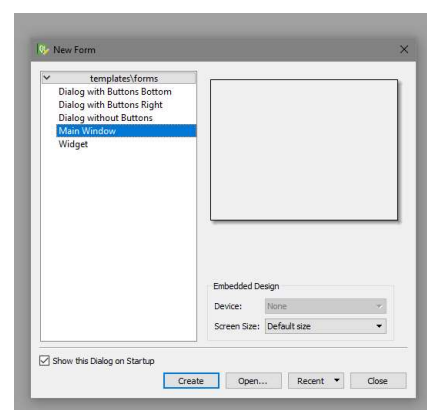 New Form
templates\forms
Dialog with Buttons Bottom
Dialog with Buttons Right
Dialog without Buttons
Main Window
Widget
Embedded Design
Device: None
Screen Size: Default size
Show this Dialog on Startup
Create Open... Recent Close